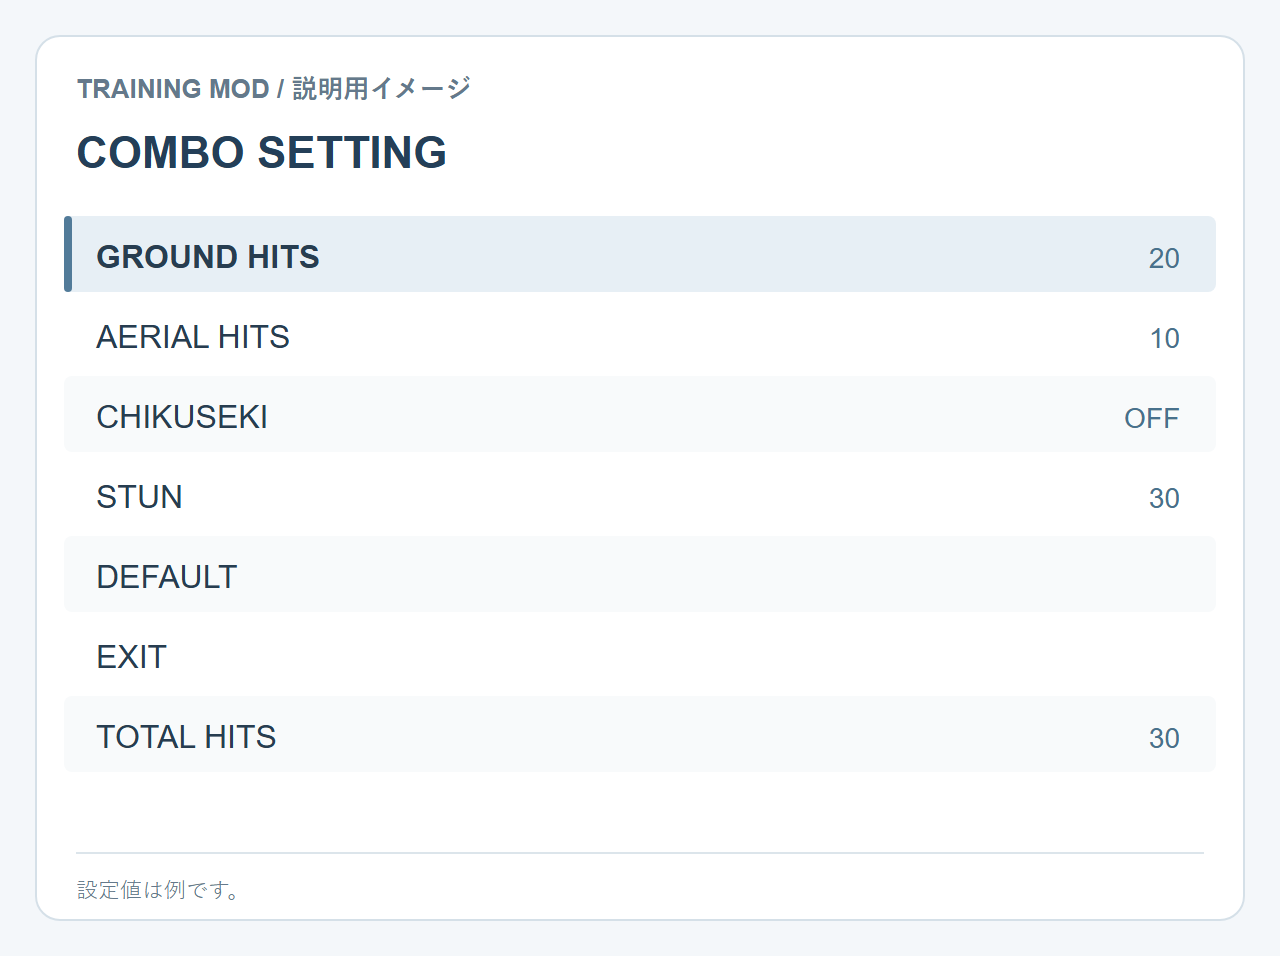 TRAINING MOD / 説明用イメージ
COMBO SETTING
GROUND HITS 20
AERIAL HITS 10
CHIKUSEKI OFF
STUN 30
DEFAULT
EXIT
TOTAL HITS 30
設定値は例です。